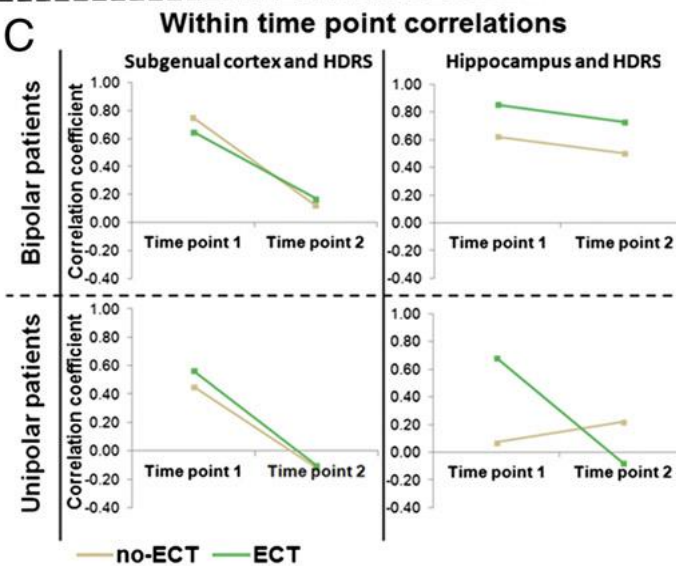 C
Within time point correlations
Subgenual cortex and HDRS
Hippocampus and HDRS
Bipolar patients
Correlation coefficient
1.00
0.80
0.60
0.40
0.20
0.00
-0.20
-0.40
Time point 1 Time point 2
1.00
0.80
0.60
0.40
0.20
0.00
-0.20
-0.40
Time point 1 Time point 2
Unipolar patients
Correlation coefficient
1.00
0.80
0.60
0.40
0.20
0.00
-0.20
-0.40
Time point 1 Time point 2
1.00
0.80
0.60
0.40
0.20
0.00
-0.20
-0.40
Time point 1 Time point 2
no-ECT ECT